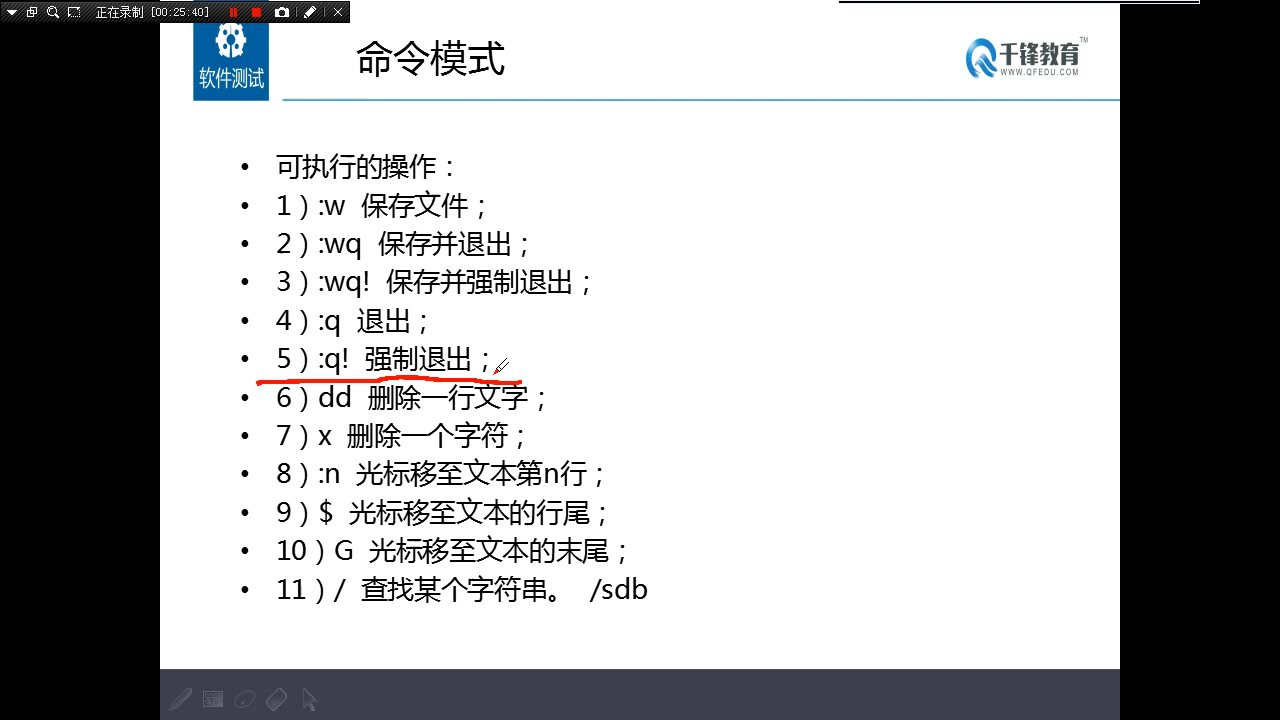 正在录制 [00:25:40]
软件测试
命令模式
千锋教育 TM
WWW.QFEDU.COM
• 可执行的操作：
• 1）:w 保存文件；
• 2）:wq 保存并退出；
• 3）:wq! 保存并强制退出；
• 4）:q 退出；
• 5）:q! 强制退出；
• 6）dd 删除一行文字；
• 7）x 删除一个字符；
• 8）:n 光标移至文本第n行；
• 9）$ 光标移至文本的行尾；
• 10）G 光标移至文本的末尾；
• 11）/ 查找某个字符串。 /sdb